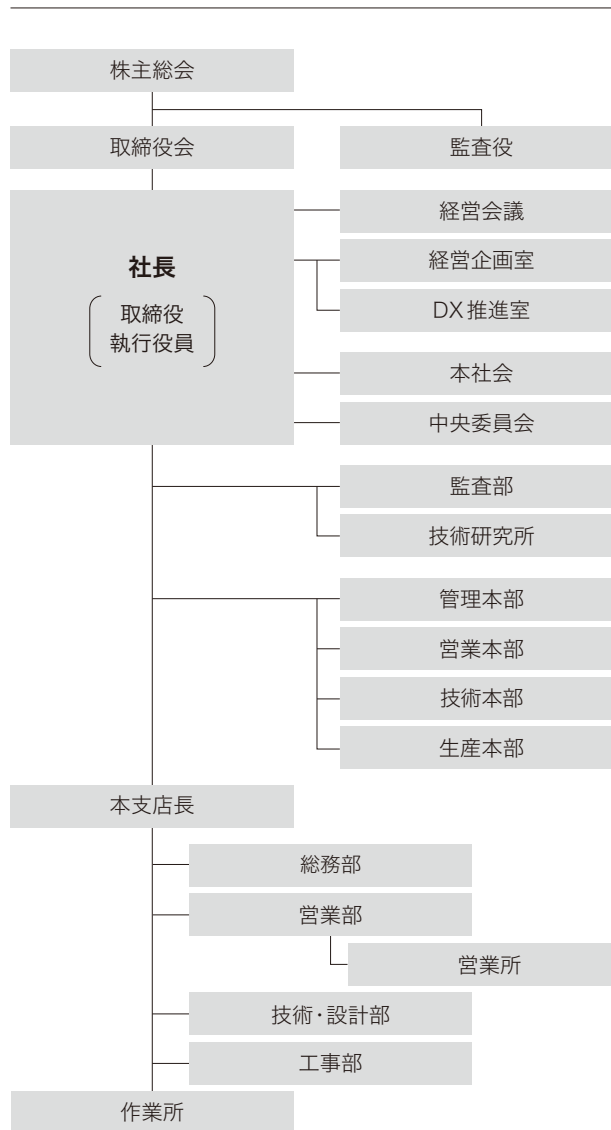 株主総会
取締役会
監査役
社長
取締役
執行役員
経営会議
経営企画室
DX推進室
本社会
中央委員会
監査部
技術研究所
管理本部
営業本部
技術本部
生産本部
本支店長
総務部
営業部
営業所
技術・設計部
工事部
作業所